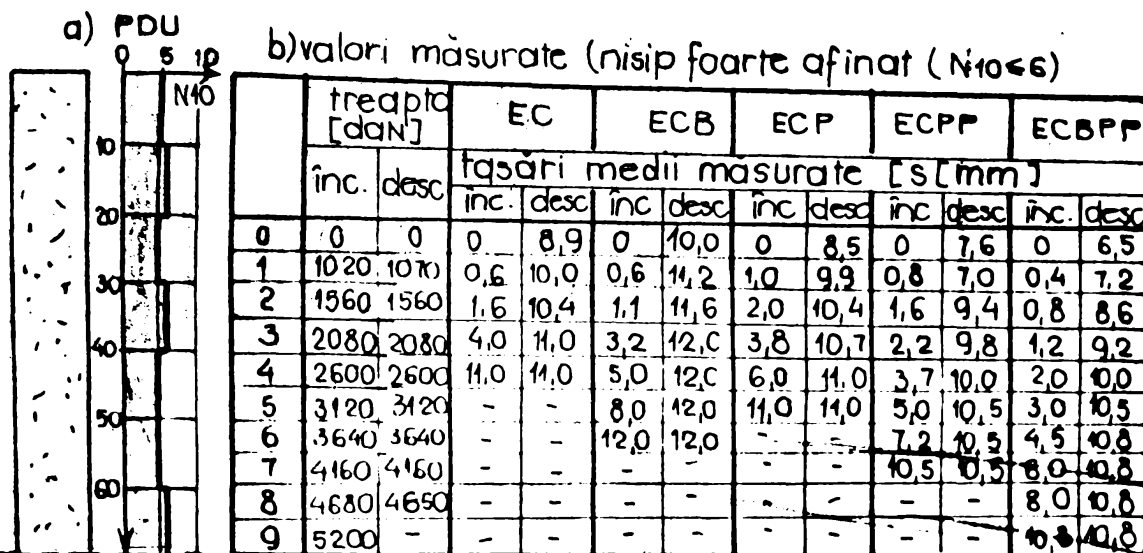 a) PDU
0 5 10
N10
10
20
30
40
50
60
b) valori măsurate (nisip foarte afinat (N10≤6)
treapta [daN] EC ECB ECP ECPP ECBPP
tasări medii măsurate [S[mm]
înc. desc înc. desc înc desc înc desc înc desc înc. desc
0 0 0 0 8,9 0 10,0 0 8,5 0 7,6 0 6,5
1 1020 1070 0,6 10,0 0,6 11,2 1,0 9,9 0,8 7,0 0,4 7,2
2 1560 1560 1,6 10,4 1,1 11,6 2,0 10,4 1,6 9,4 0,8 8,6
3 2080 2080 4,0 11,0 3,2 12,0 3,8 10,7 2,2 9,8 1,2 9,2
4 2600 2600 11,0 11,0 5,0 12,0 6,0 11,0 3,7 10,0 2,0 10,0
5 3120 3120 - - 8,0 12,0 11,0 11,0 5,0 10,5 3,0 10,5
6 3640 3640 - - 12,0 12,0 - - 7,2 10,5 4,5 10,8
7 4160 4160 - - - - - - 10,5 10,5 8,0 10,8
8 4680 4650 - - - - - - - - 8,0 10,8
9 5200 - - - - - - - - - 10,8 10,8